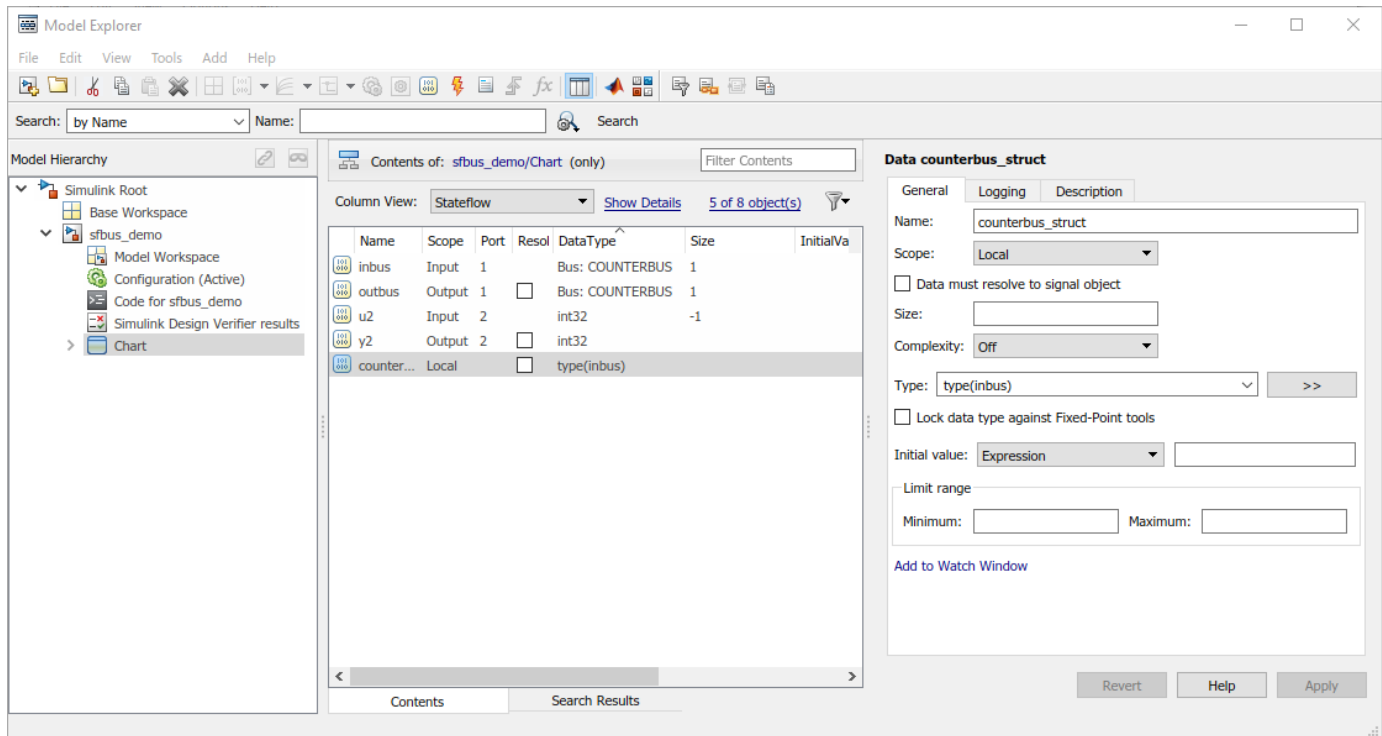 Model Explorer
File Edit View Tools Add Help
Search: by Name Name: Search
Model Hierarchy
Simulink Root
Base Workspace
sfbus_demo
Model Workspace
Configuration (Active)
Code for sfbus_demo
Simulink Design Verifier results
Chart
Contents of: sfbus_demo/Chart (only) Filter Contents
Column View: Stateflow Show Details 5 of 8 object(s)
Name Scope Port Resol DataType Size InitialVa
inbus Input 1 Bus: COUNTERBUS 1
outbus Output 1 Bus: COUNTERBUS 1
u2 Input 2 int32 -1
y2 Output 2 int32
counter... Local type(inbus)
Contents Search Results
Data counterbus_struct
General Logging Description
Name: counterbus_struct
Scope: Local
Data must resolve to signal object
Size:
Complexity: Off
Type: type(inbus) >>
Lock data type against Fixed-Point tools
Initial value: Expression
Limit range
Minimum: Maximum:
Add to Watch Window
Revert Help Apply